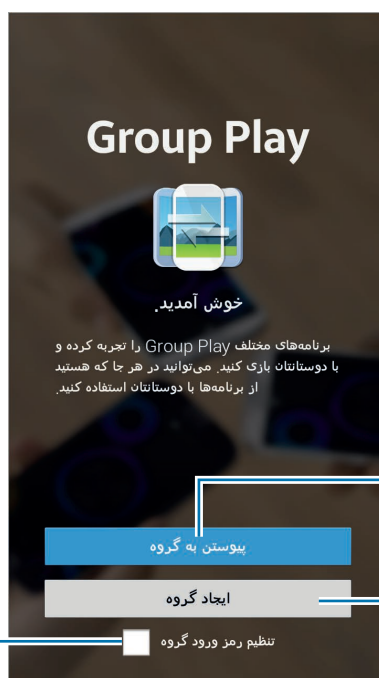 Group Play
خوش آمدید.
برنامه‌های مختلف Group Play را تجربه کرده و
با دوستانتان بازی کنید. می‌توانید در هر جا که هستید
از برنامه‌ها با دوستانتان استفاده کنید.
پیوستن به گروه
ایجاد گروه
تنظیم رمز ورود گروه